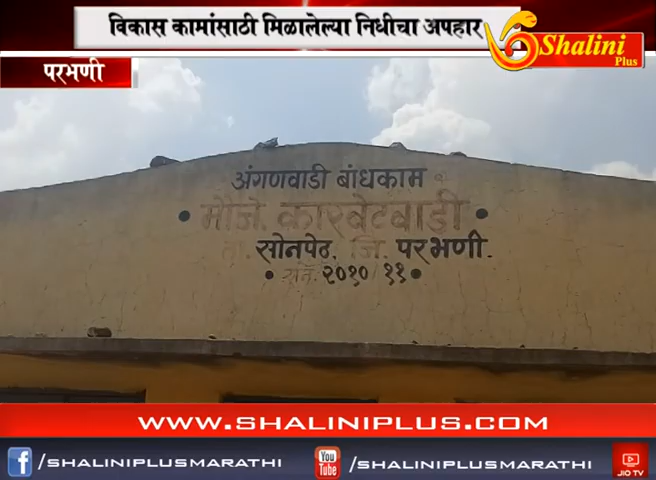 विकास कामांसाठी मिळालेल्या निधीचा अपहार
Shalini
Plus
परभणी
अंगणवाडी बांधकाम
मौजे. कारवेटवाडी
ता. सोनपेठ, जि. परभणी.
सन. २०१०/११
WWW.SHALINIPLUS.COM
f /SHALINIPLUSMARATHI
You Tube /SHALINIPLUSMARATHI
JIO TV